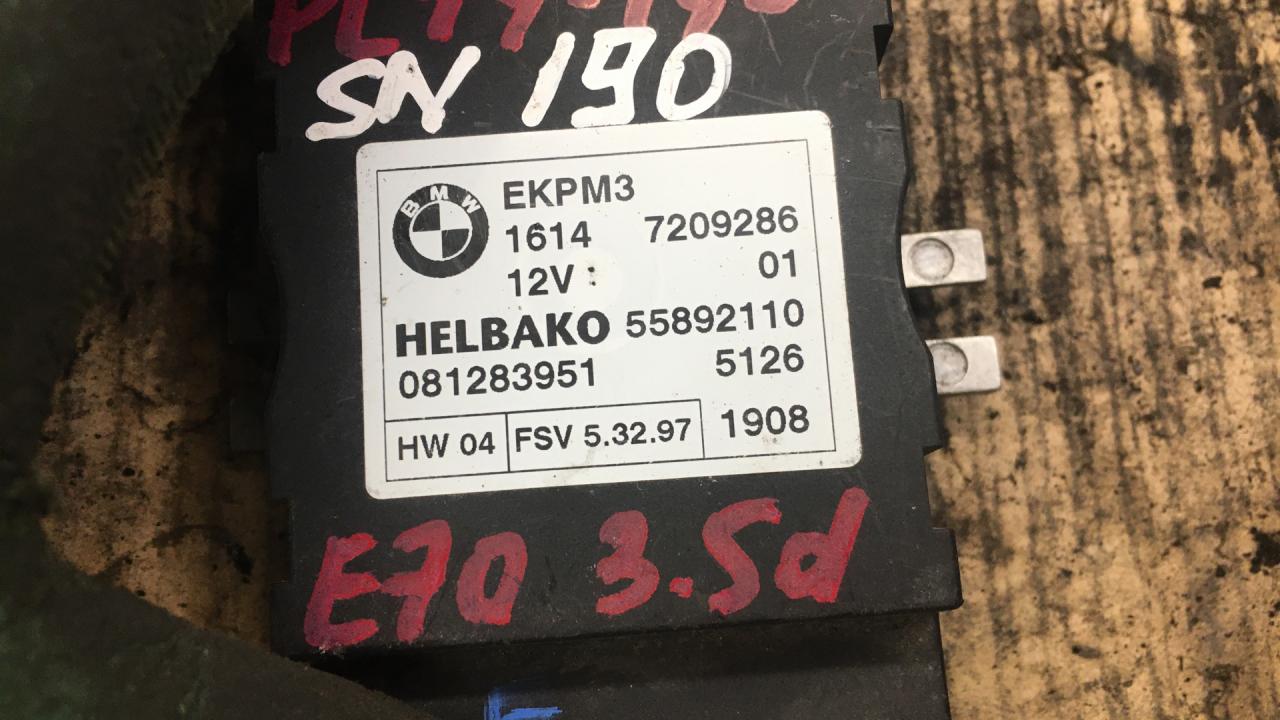 SN 190
BMW
EKPM3
1614 7209286
12V 01
HELBAKO 55892110
081283951 5126
HW 04 FSV 5.32.97 1908
E70 3.5d